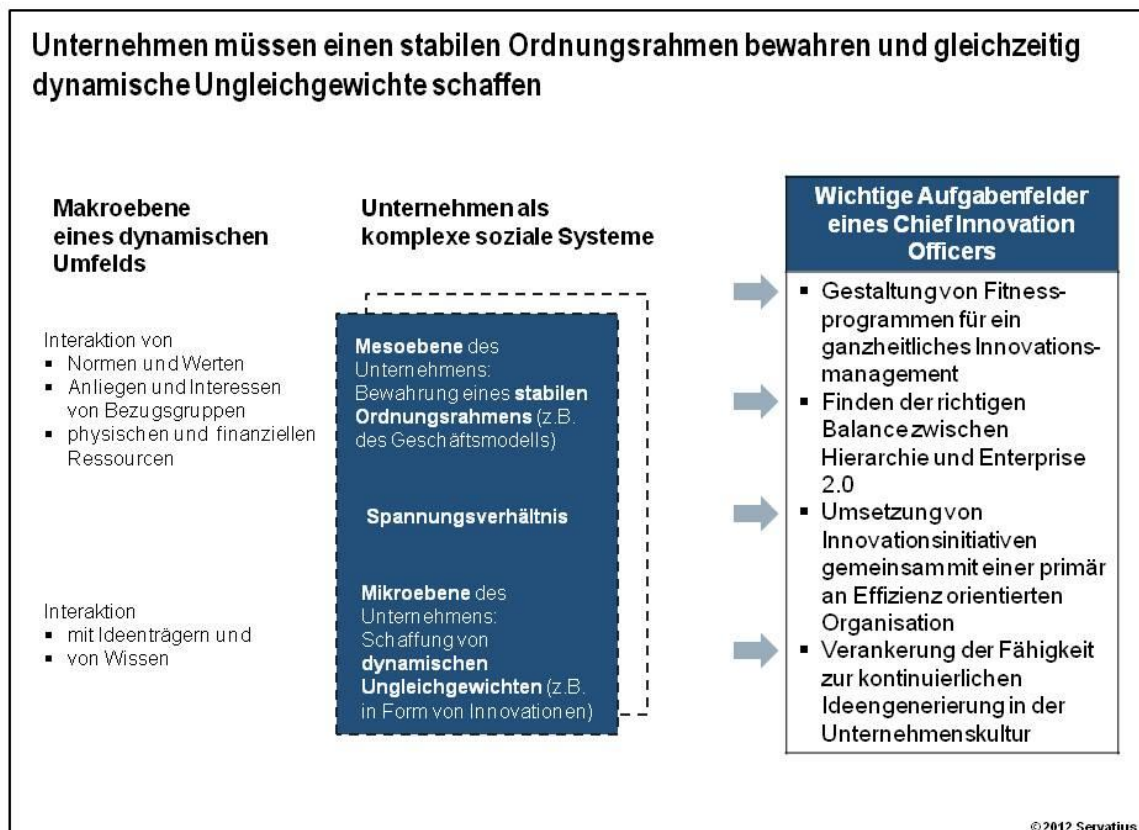 Unternehmen müssen einen stabilen Ordnungsrahmen bewahren und gleichzeitig
dynamische Ungleichgewichte schaffen
Makroebene
eines dynamischen
Umfelds
Interaktion von
▪ Normen und Werten
▪ Anliegen und Interessen
von Bezugsgruppen
▪ physischen und finanziellen
Ressourcen
Interaktion
▪ mit Ideenträgern und
▪ von Wissen
Unternehmen als
komplexe soziale Systeme
Mesoebene des
Unternehmens:
Bewahrung eines stabilen
Ordnungsrahmens (z.B.
des Geschäftsmodells)
Spannungsverhältnis
Mikroebene des
Unternehmens:
Schaffung von
dynamischen
Ungleichgewichten (z.B.
in Form von Innovationen)
Wichtige Aufgabenfelder
eines Chief Innovation
Officers
▪ Gestaltung von Fitness-
programmen für ein
ganzheitliches Innovations-
management
▪ Finden der richtigen
Balance zwischen
Hierarchie und Enterprise
2.0
▪ Umsetzung von
Innovationsinitiativen
gemeinsam mit einer primär
an Effizienz orientierten
Organisation
▪ Verankerung der Fähigkeit
zur kontinuierlichen
Ideengenerierung in der
Unternehmenskultur
© 2012 Servatius